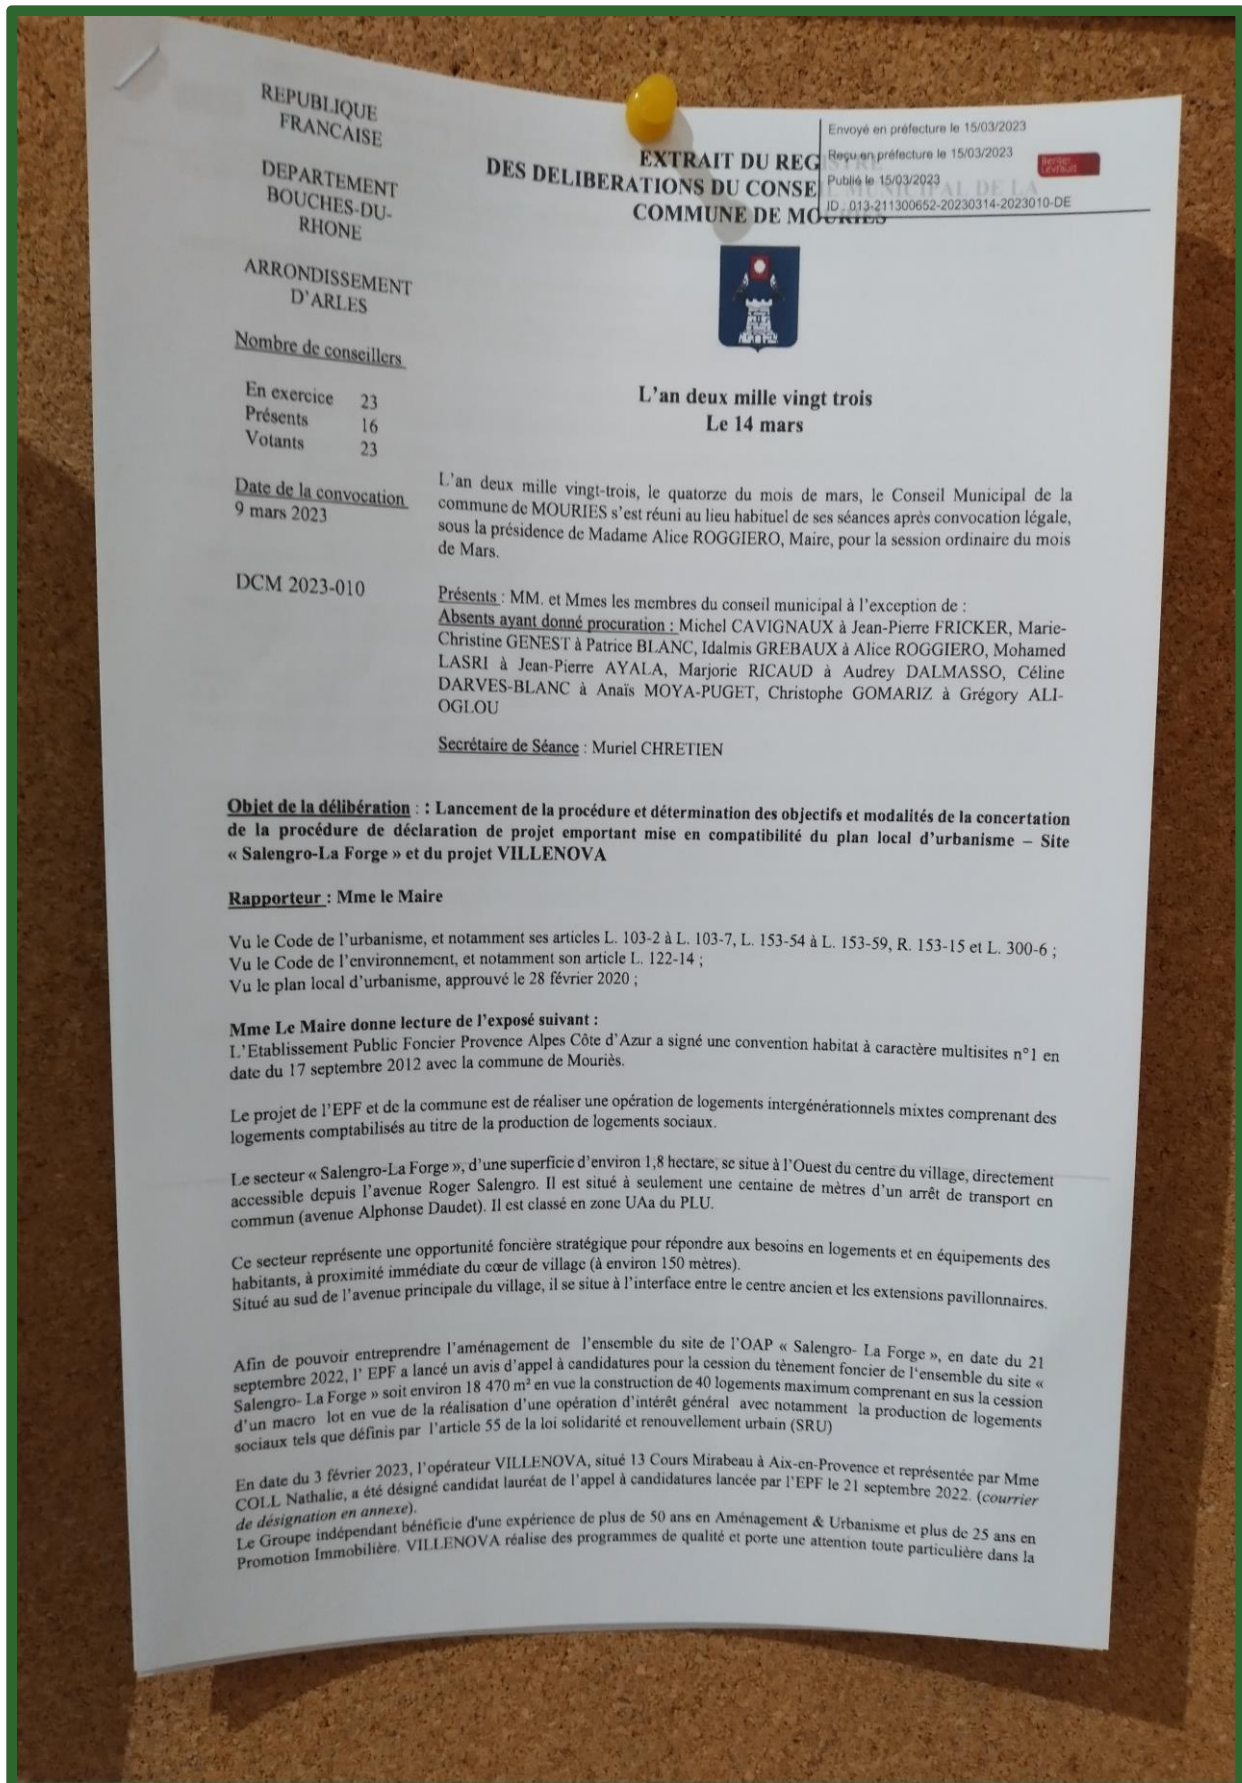 REPUBLIQUE
FRANCAISE
DEPARTEMENT
BOUCHES-DU-
RHONE
ARRONDISSEMENT
D'ARLES
Nombre de conseillers
En exercice 23
Présents 16
Votants 23
Date de la convocation
9 mars 2023
DCM 2023-010
Envoyé en préfecture le 15/03/2023
Reçu en préfecture le 15/03/2023
Publié le 15/03/2023
ID : 013-211300652-20230314-2023010-DE
Berger
Levrault
EXTRAIT DU REGISTRE
DES DELIBERATIONS DU CONSEIL MUNICIPAL DE LA
COMMUNE DE MOURIES
L'an deux mille vingt trois
Le 14 mars
L'an deux mille vingt-trois, le quatorze du mois de mars, le Conseil Municipal de la
commune de MOURIES s'est réuni au lieu habituel de ses séances après convocation légale,
sous la présidence de Madame Alice ROGGIERO, Maire, pour la session ordinaire du mois
de Mars.
Présents : MM. et Mmes les membres du conseil municipal à l'exception de :
Absents ayant donné procuration : Michel CAVIGNAUX à Jean-Pierre FRICKER, Marie-
Christine GENEST à Patrice BLANC, Idalmis GREBAUX à Alice ROGGIERO, Mohamed
LASRI à Jean-Pierre AYALA, Marjorie RICAUD à Audrey DALMASSO, Céline
DARVES-BLANC à Anaïs MOYA-PUGET, Christophe GOMARIZ à Grégory ALI-
OGLOU
Secrétaire de Séance : Muriel CHRETIEN
Objet de la délibération : : Lancement de la procédure et détermination des objectifs et modalités de la concertation
de la procédure de déclaration de projet emportant mise en compatibilité du plan local d'urbanisme – Site
« Salengro-La Forge » et du projet VILLENOVA
Rapporteur : Mme le Maire
Vu le Code de l'urbanisme, et notamment ses articles L. 103-2 à L. 103-7, L. 153-54 à L. 153-59, R. 153-15 et L. 300-6 ;
Vu le Code de l'environnement, et notamment son article L. 122-14 ;
Vu le plan local d'urbanisme, approuvé le 28 février 2020 ;
Mme Le Maire donne lecture de l'exposé suivant :
L'Etablissement Public Foncier Provence Alpes Côte d'Azur a signé une convention habitat à caractère multisites n°1 en
date du 17 septembre 2012 avec la commune de Mouriès.
Le projet de l'EPF et de la commune est de réaliser une opération de logements intergénérationnels mixtes comprenant des
logements comptabilisés au titre de la production de logements sociaux.
Le secteur « Salengro-La Forge », d'une superficie d'environ 1,8 hectare, se situe à l'Ouest du centre du village, directement
accessible depuis l'avenue Roger Salengro. Il est situé à seulement une centaine de mètres d'un arrêt de transport en
commun (avenue Alphonse Daudet). Il est classé en zone UAa du PLU.
Ce secteur représente une opportunité foncière stratégique pour répondre aux besoins en logements et en équipements des
habitants, à proximité immédiate du cœur de village (à environ 150 mètres).
Situé au sud de l'avenue principale du village, il se situe à l'interface entre le centre ancien et les extensions pavillonnaires.
Afin de pouvoir entreprendre l'aménagement de l'ensemble du site de l'OAP « Salengro- La Forge », en date du 21
septembre 2022, l' EPF a lancé un avis d'appel à candidatures pour la cession du tènement foncier de l'ensemble du site «
Salengro- La Forge » soit environ 18 470 m² en vue la construction de 40 logements maximum comprenant en sus la cession
d'un macro lot en vue de la réalisation d'une opération d'intérêt général avec notamment la production de logements
sociaux tels que définis par l'article 55 de la loi solidarité et renouvellement urbain (SRU)
En date du 3 février 2023, l'opérateur VILLENOVA, situé 13 Cours Mirabeau à Aix-en-Provence et représentée par Mme
COLL Nathalie, a été désigné candidat lauréat de l'appel à candidatures lancée par l'EPF le 21 septembre 2022. (courrier
de désignation en annexe).
Le Groupe indépendant bénéficie d'une expérience de plus de 50 ans en Aménagement & Urbanisme et plus de 25 ans en
Promotion Immobilière. VILLENOVA réalise des programmes de qualité et porte une attention toute particulière dans la